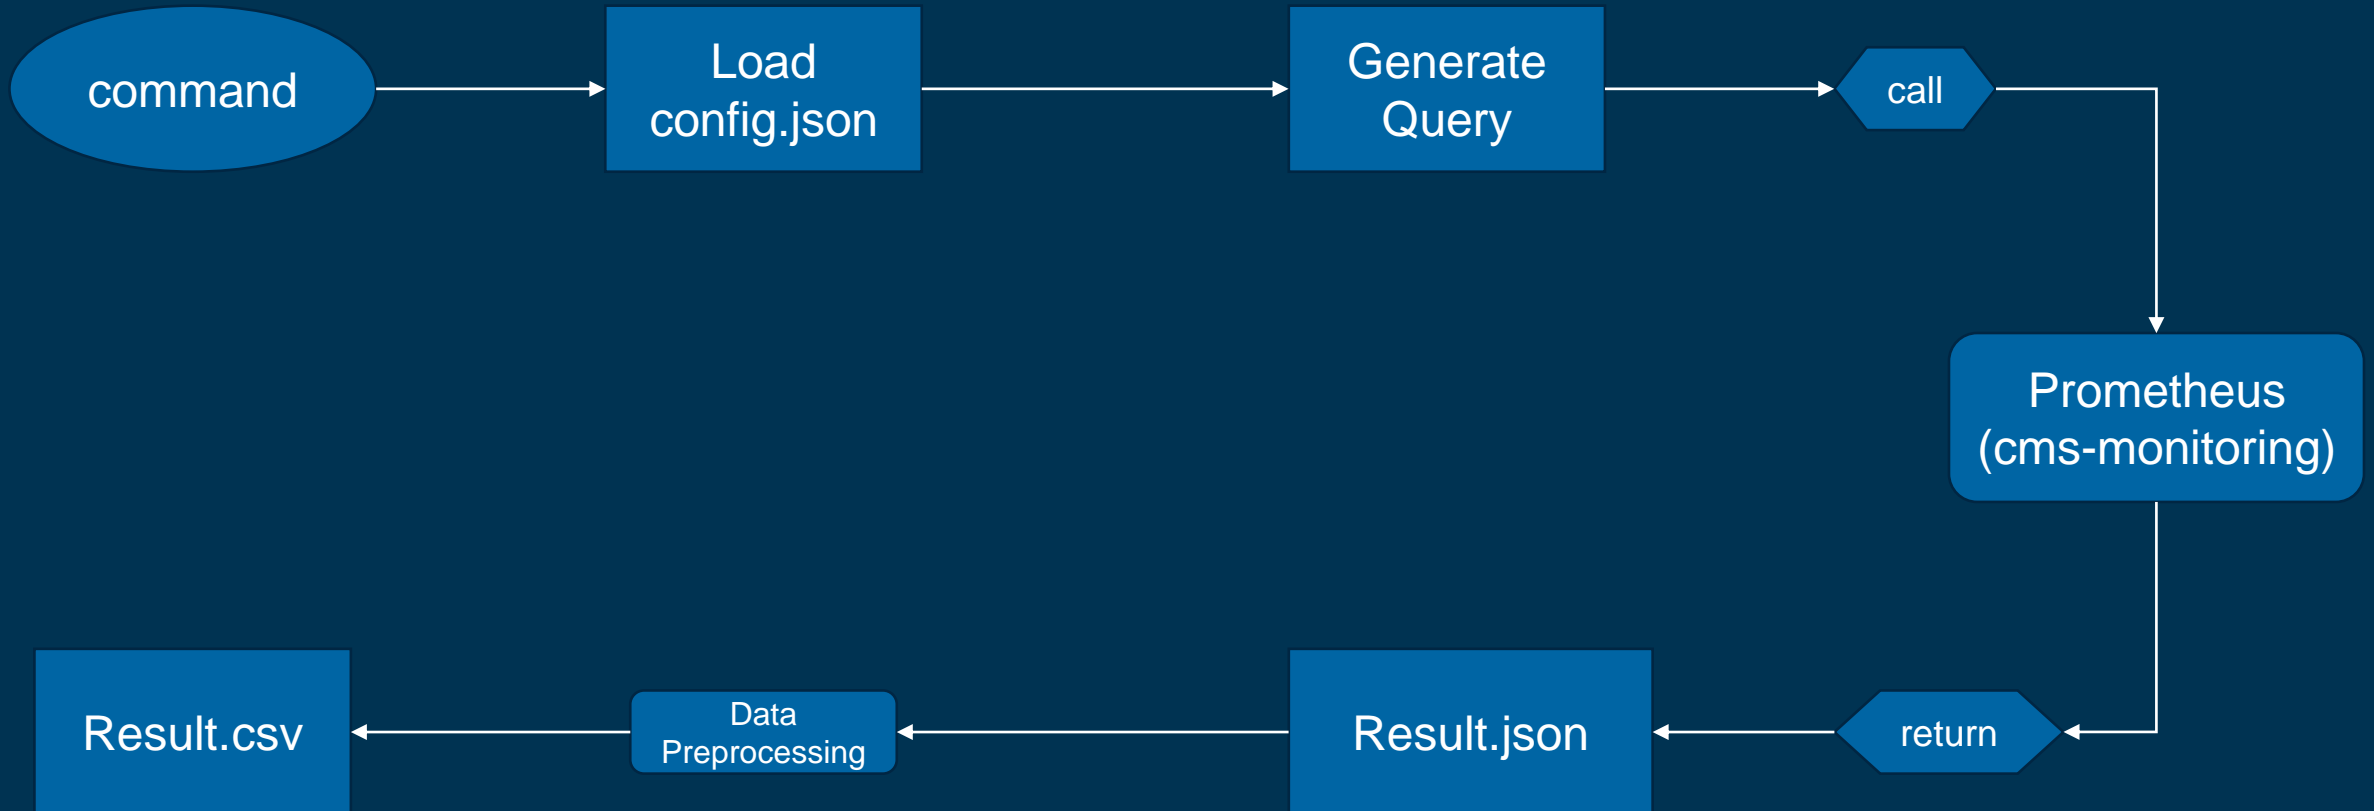 command
Load
config.json
Generate
Query
call
Prometheus
(cms-monitoring)
return
Result.json
Data
Preprocessing
Result.csv